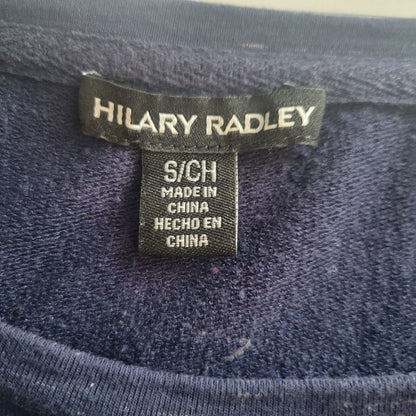 HILARY RADLEY
S/CH
MADE IN
CHINA
HECHO EN
CHINA